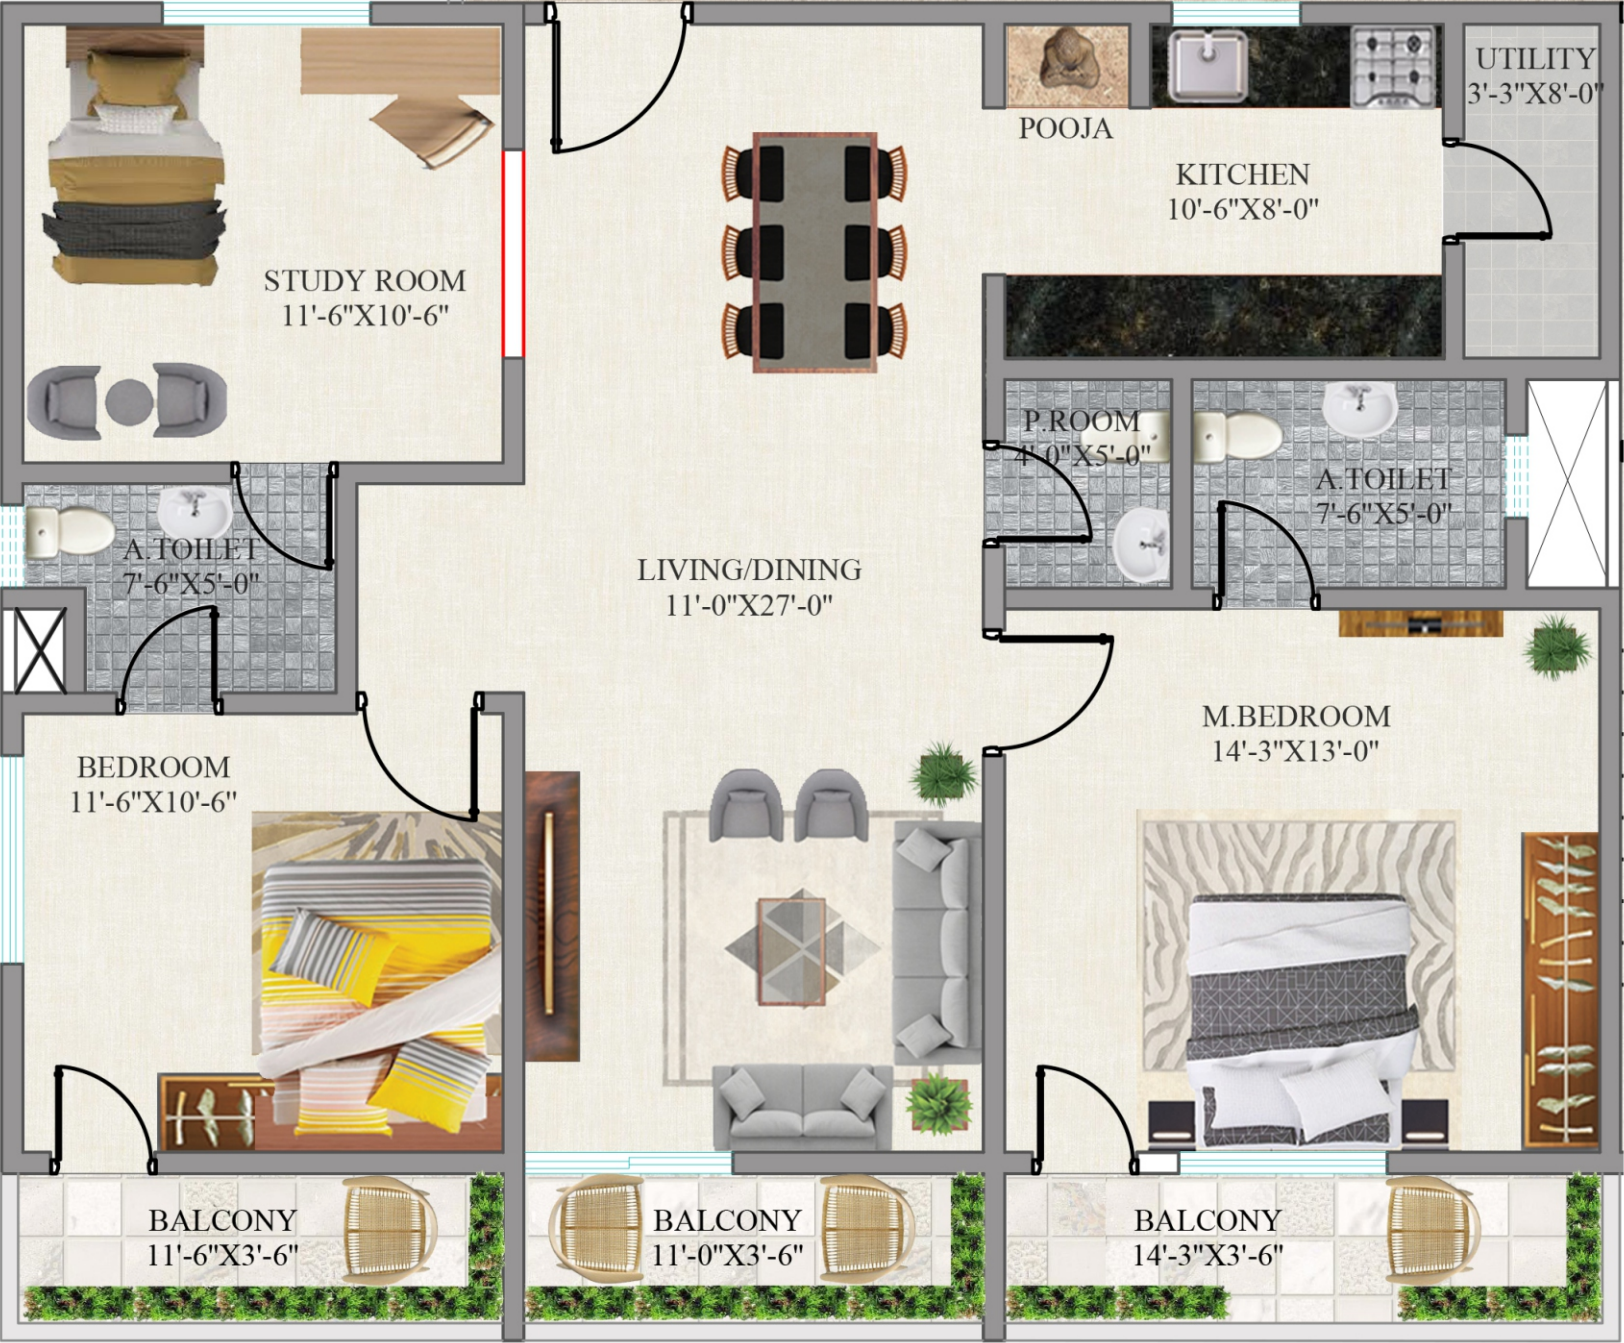 UTILITY
3'-3"X8'-0"
POOJA
KITCHEN
10'-6"X8'-0"
STUDY ROOM
11'-6"X10'-6"
P.ROOM
4'-0"X5'-0"
A.TOILET
7'-6"X5'-0"
A.TOILET
7'-6"X5'-0"
LIVING/DINING
11'-0"X27'-0"
M.BEDROOM
14'-3"X13'-0"
BEDROOM
11'-6"X10'-6"
BALCONY
11'-6"X3'-6"
BALCONY
11'-0"X3'-6"
BALCONY
14'-3"X3'-6"